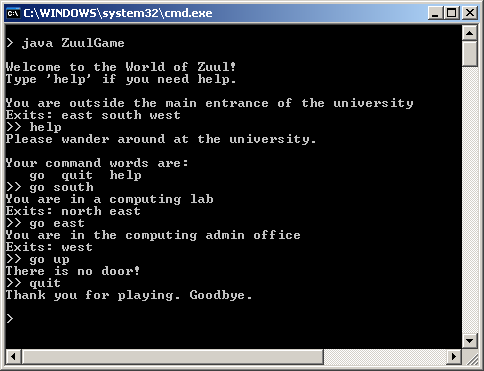 C:\WINDOWS\system32\cmd.exe
> java ZuulGame
Welcome to the World of Zuul!
Type 'help' if you need help.
You are outside the main entrance of the university
Exits: east south west
>> help
Please wander around at the university.
Your command words are:
go quit help
>> go south
You are in a computing lab
Exits: north east
>> go east
You are in the computing admin office
Exits: west
>> go up
There is no door!
>> quit
Thank you for playing. Goodbye.
>